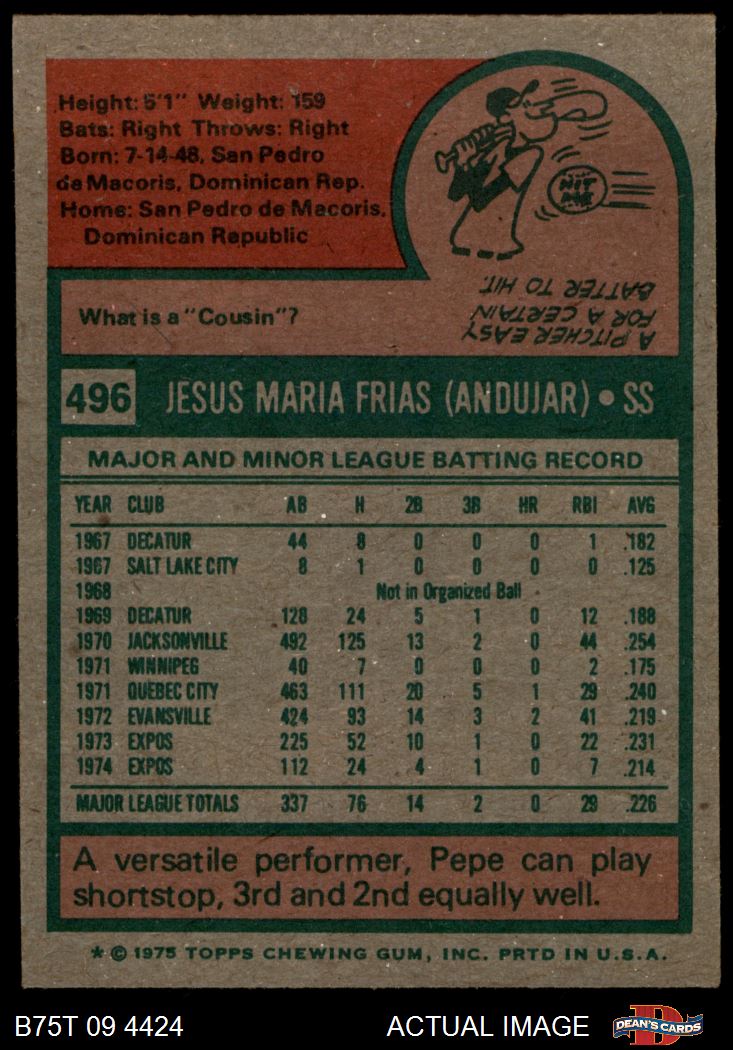 Height: 5'1" Weight: 159
Bats: Right Throws: Right
Born: 7-14-48, San Pedro
de Macoris, Dominican Rep.
Home: San Pedro de Macoris,
Dominican Republic
HIT ME
What is a "Cousin"?
A PITCHER EASY
FOR A CERTAIN
BATTER TO HIT.
496 JESUS MARIA FRIAS (ANDUJAR) • SS
MAJOR AND MINOR LEAGUE BATTING RECORD
YEAR CLUB AB H 2B 3B HR RBI AVG
1967 DECATUR 44 8 0 0 0 1 .182
1967 SALT LAKE CITY 8 1 0 0 0 0 .125
1968 Not in Organized Ball
1969 DECATUR 128 24 5 1 0 12 .188
1970 JACKSONVILLE 492 125 13 2 0 44 .254
1971 WINNIPEG 40 7 0 0 0 2 .175
1971 QUEBEC CITY 463 111 20 5 1 29 .240
1972 EVANSVILLE 424 93 14 3 2 41 .219
1973 EXPOS 225 52 10 1 0 22 .231
1974 EXPOS 112 24 4 1 0 7 .214
MAJOR LEAGUE TOTALS 337 76 14 2 0 29 .226
A versatile performer, Pepe can play
shortstop, 3rd and 2nd equally well.
* © 1975 TOPPS CHEWING GUM, INC. PRTD IN U.S.A.
B75T 09 4424 ACTUAL IMAGE D DEAN'S CARDS